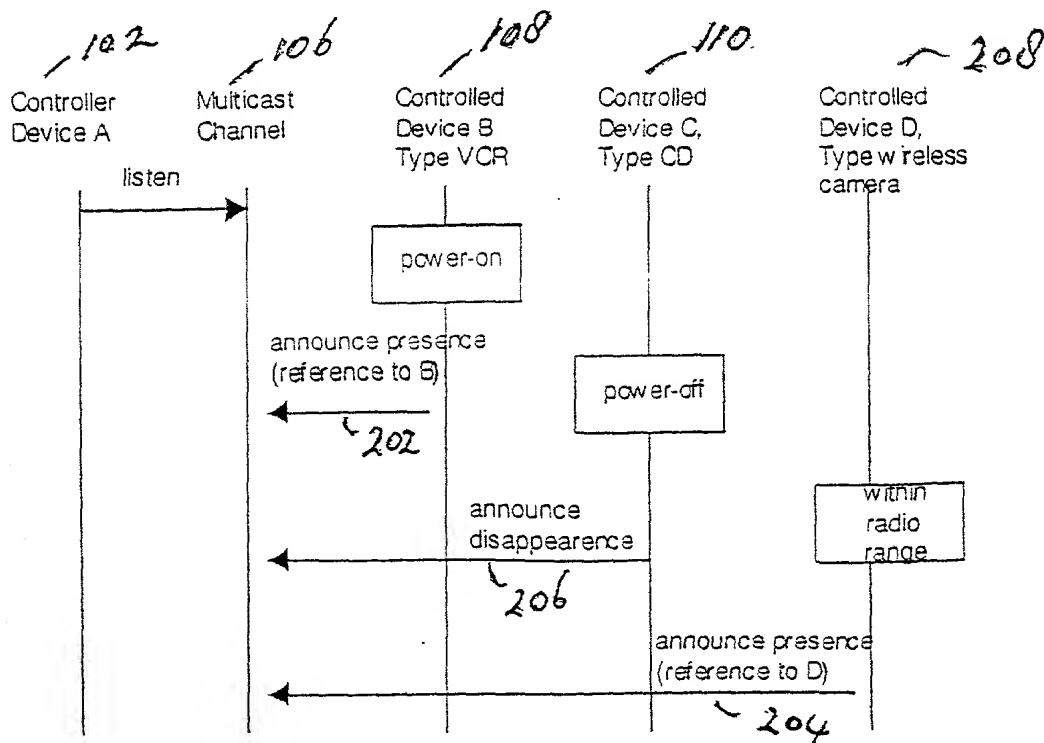 102
106
108
110.
208
Controller
Device A
Multicast
Channel
Controlled
Device B
Type VCR
Controlled
Device C,
Type CD
Controlled
Device D,
Type wireless
camera
listen
power-on
announce presence
(reference to B)
202
power-off
within
radio
range
announce
disappearence
206
announce presence
(reference to D)
204